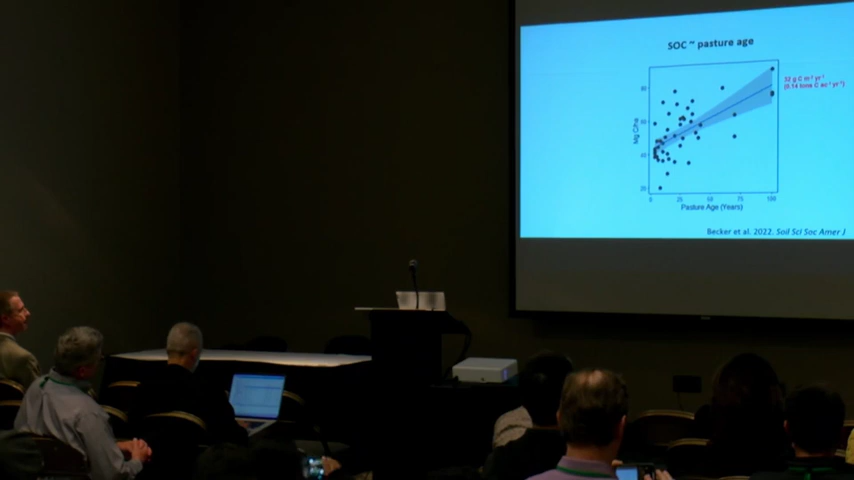 SOC ~ pasture age
32 g C m⁻² yr⁻¹
(0.14 tons C ac⁻¹ yr⁻¹)
80
60
40
20
Mg C/ha
0 25 50 75 100
Pasture Age (Years)
Becker et al. 2022. Soil Sci Soc Amer J